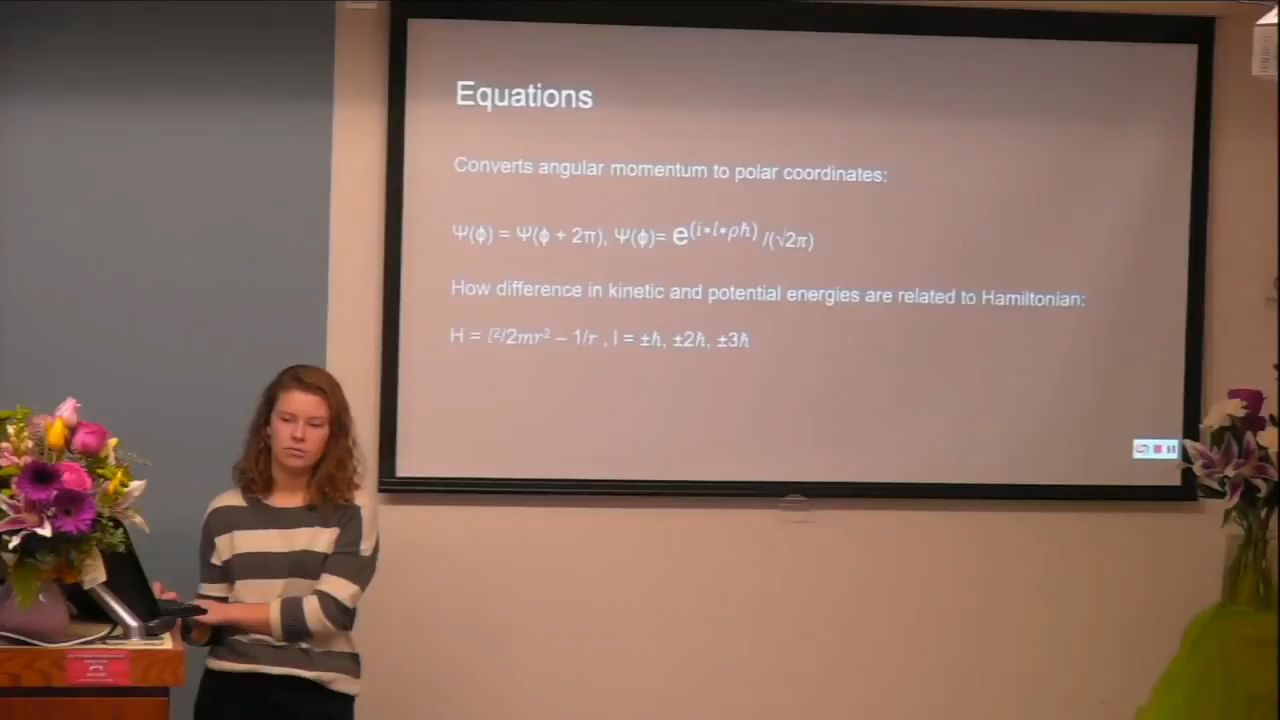 Equations
Converts angular momentum to polar coordinates:
Ψ(ϕ) = Ψ(ϕ + 2π), Ψ(ϕ)= e^(i•l•ρℏ) /(√2π)
How difference in kinetic and potential energies are related to Hamiltonian:
H = l²/2mr² – 1/r , l = ±ℏ, ±2ℏ, ±3ℏ